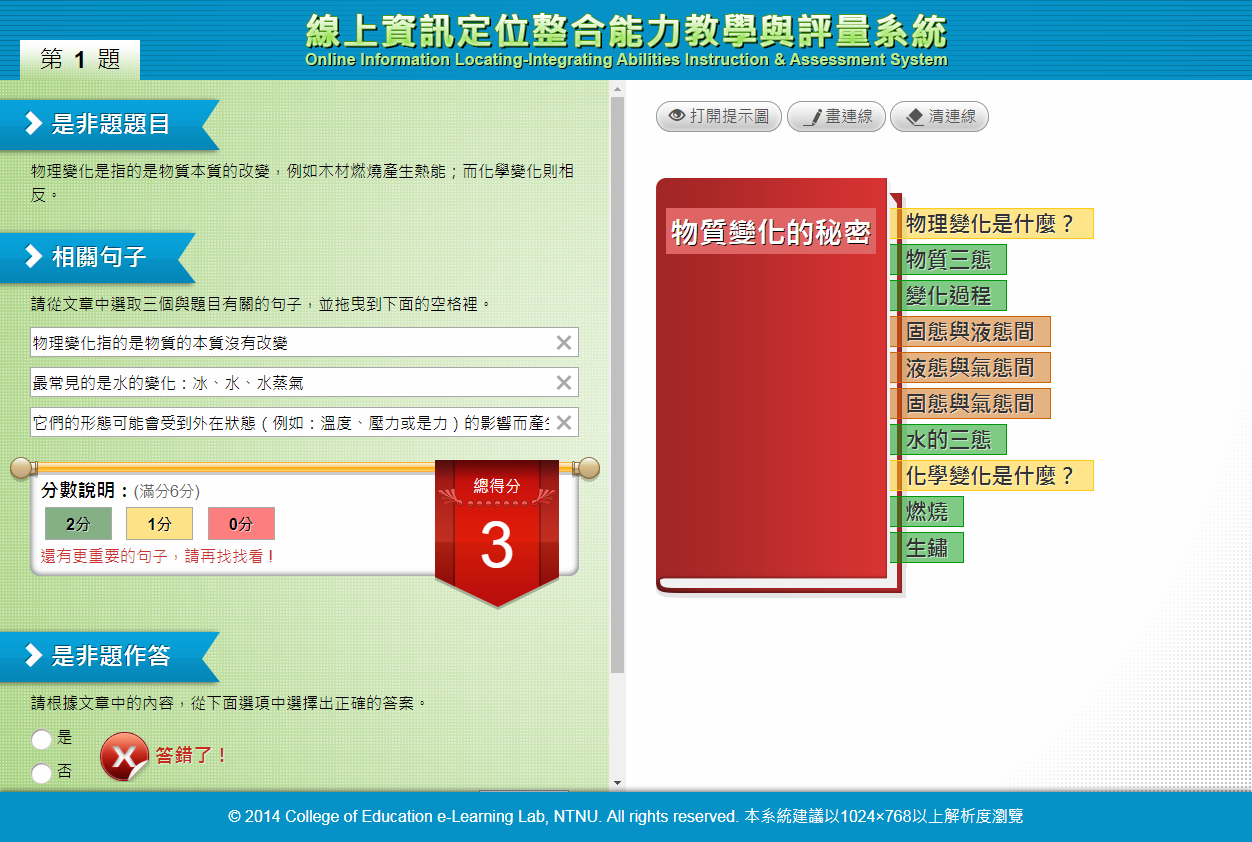 線上資訊定位整合能力教學與評量系統
Online Information Locating-Integrating Abilities Instruction & Assessment System
第 1 題
是非題題目
物理變化是指的是物質本質的改變，例如木材燃燒產生熱能；而化學變化則相
反。
相關句子
請從文章中選取三個與題目有關的句子，並拖曳到下面的空格裡。
物理變化指的是物質的本質沒有改變
最常見的是水的變化：冰、水、水蒸氣
它們的形態可能會受到外在狀態（例如：溫度、壓力或是力）的影響而產
分數說明：(滿分6分)
2分 1分 0分
還有更重要的句子，請再找找看！
總得分
3
是非題作答
請根據文章中的內容，從下面選項中選擇出正確的答案。
是
否
答錯了！
打開提示圖 畫連線 清連線
物質變化的秘密
物理變化是什麼？
物質三態
變化過程
固態與液態間
液態與氣態間
固態與氣態間
水的三態
化學變化是什麼？
燃燒
生鏽
© 2014 College of Education e-Learning Lab, NTNU. All rights reserved. 本系統建議以1024×768以上解析度瀏覽